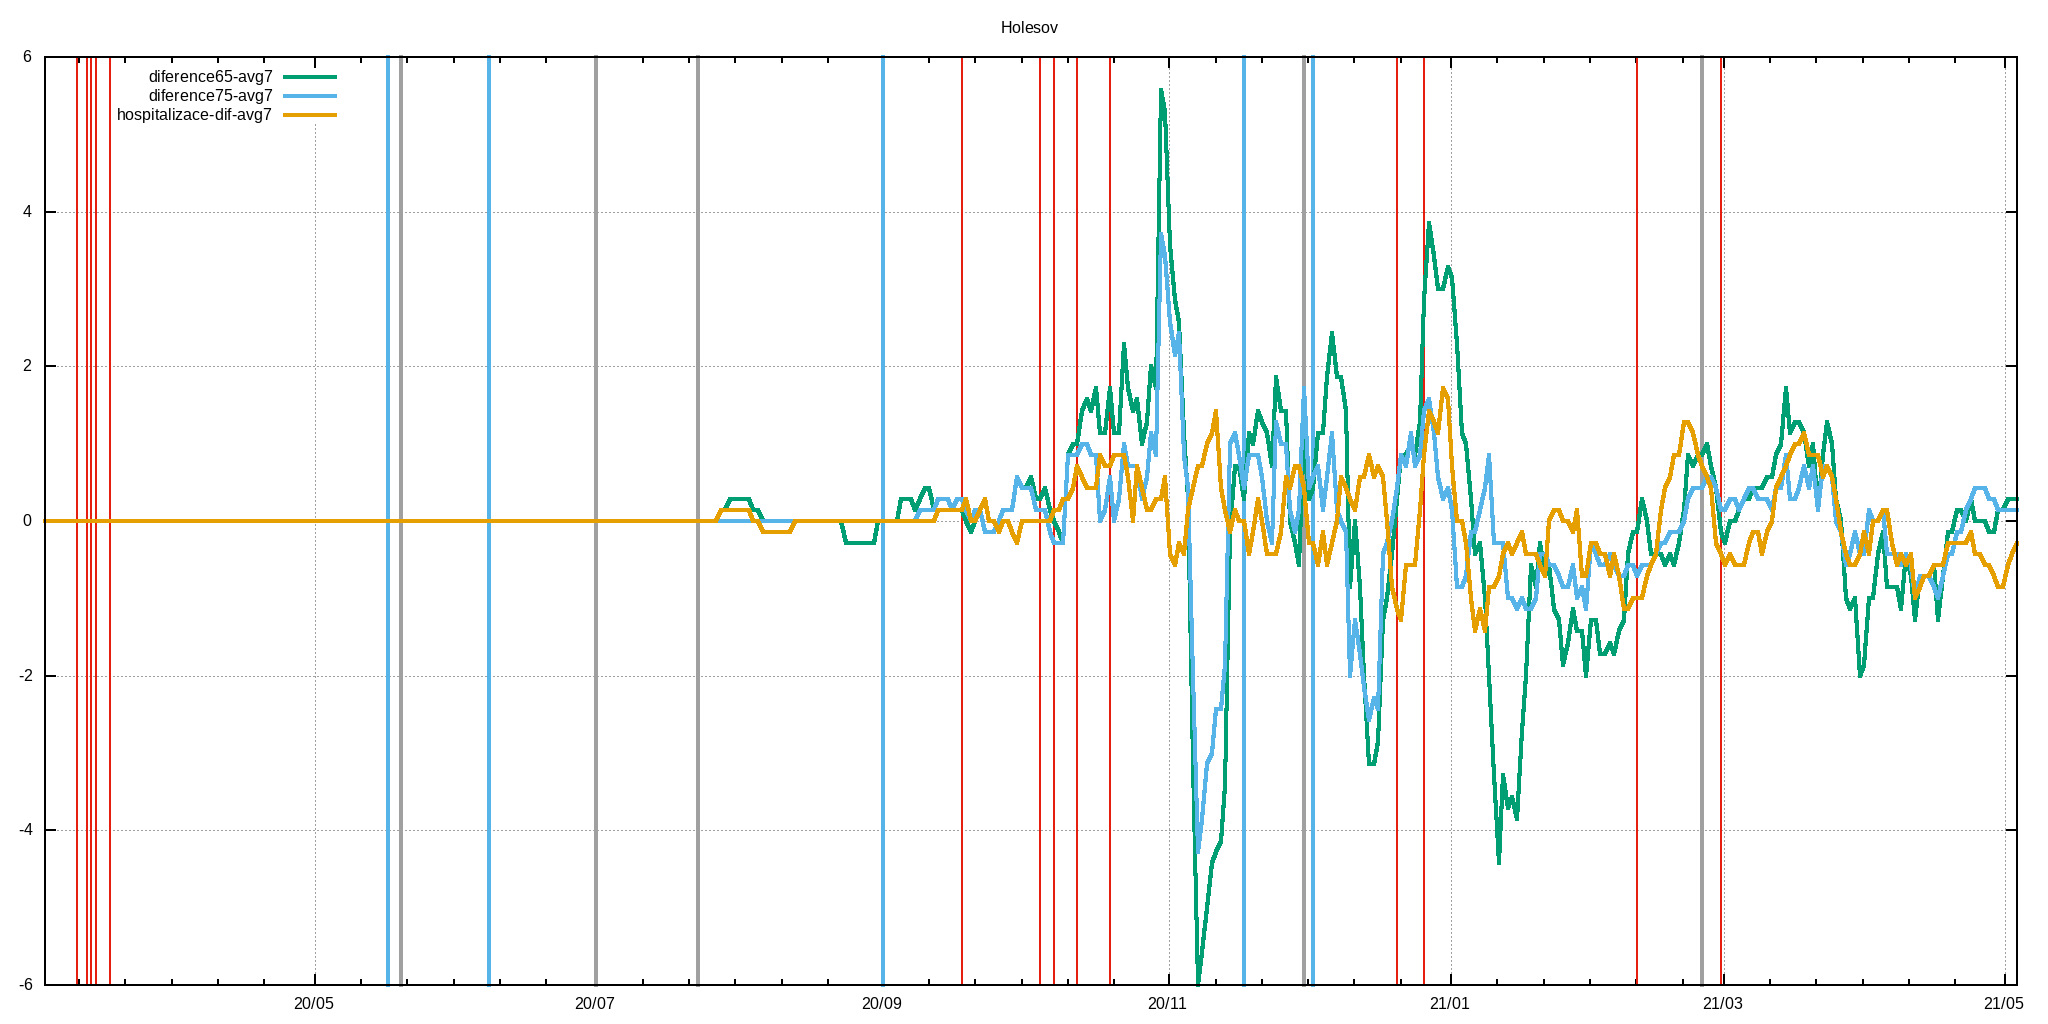 Holesov
diference65-avg7
diference75-avg7
hospitalizace-dif-avg7
6
4
2
0
-2
-4
-6
20/05 20/07 20/09 20/11 21/01 21/03 21/05